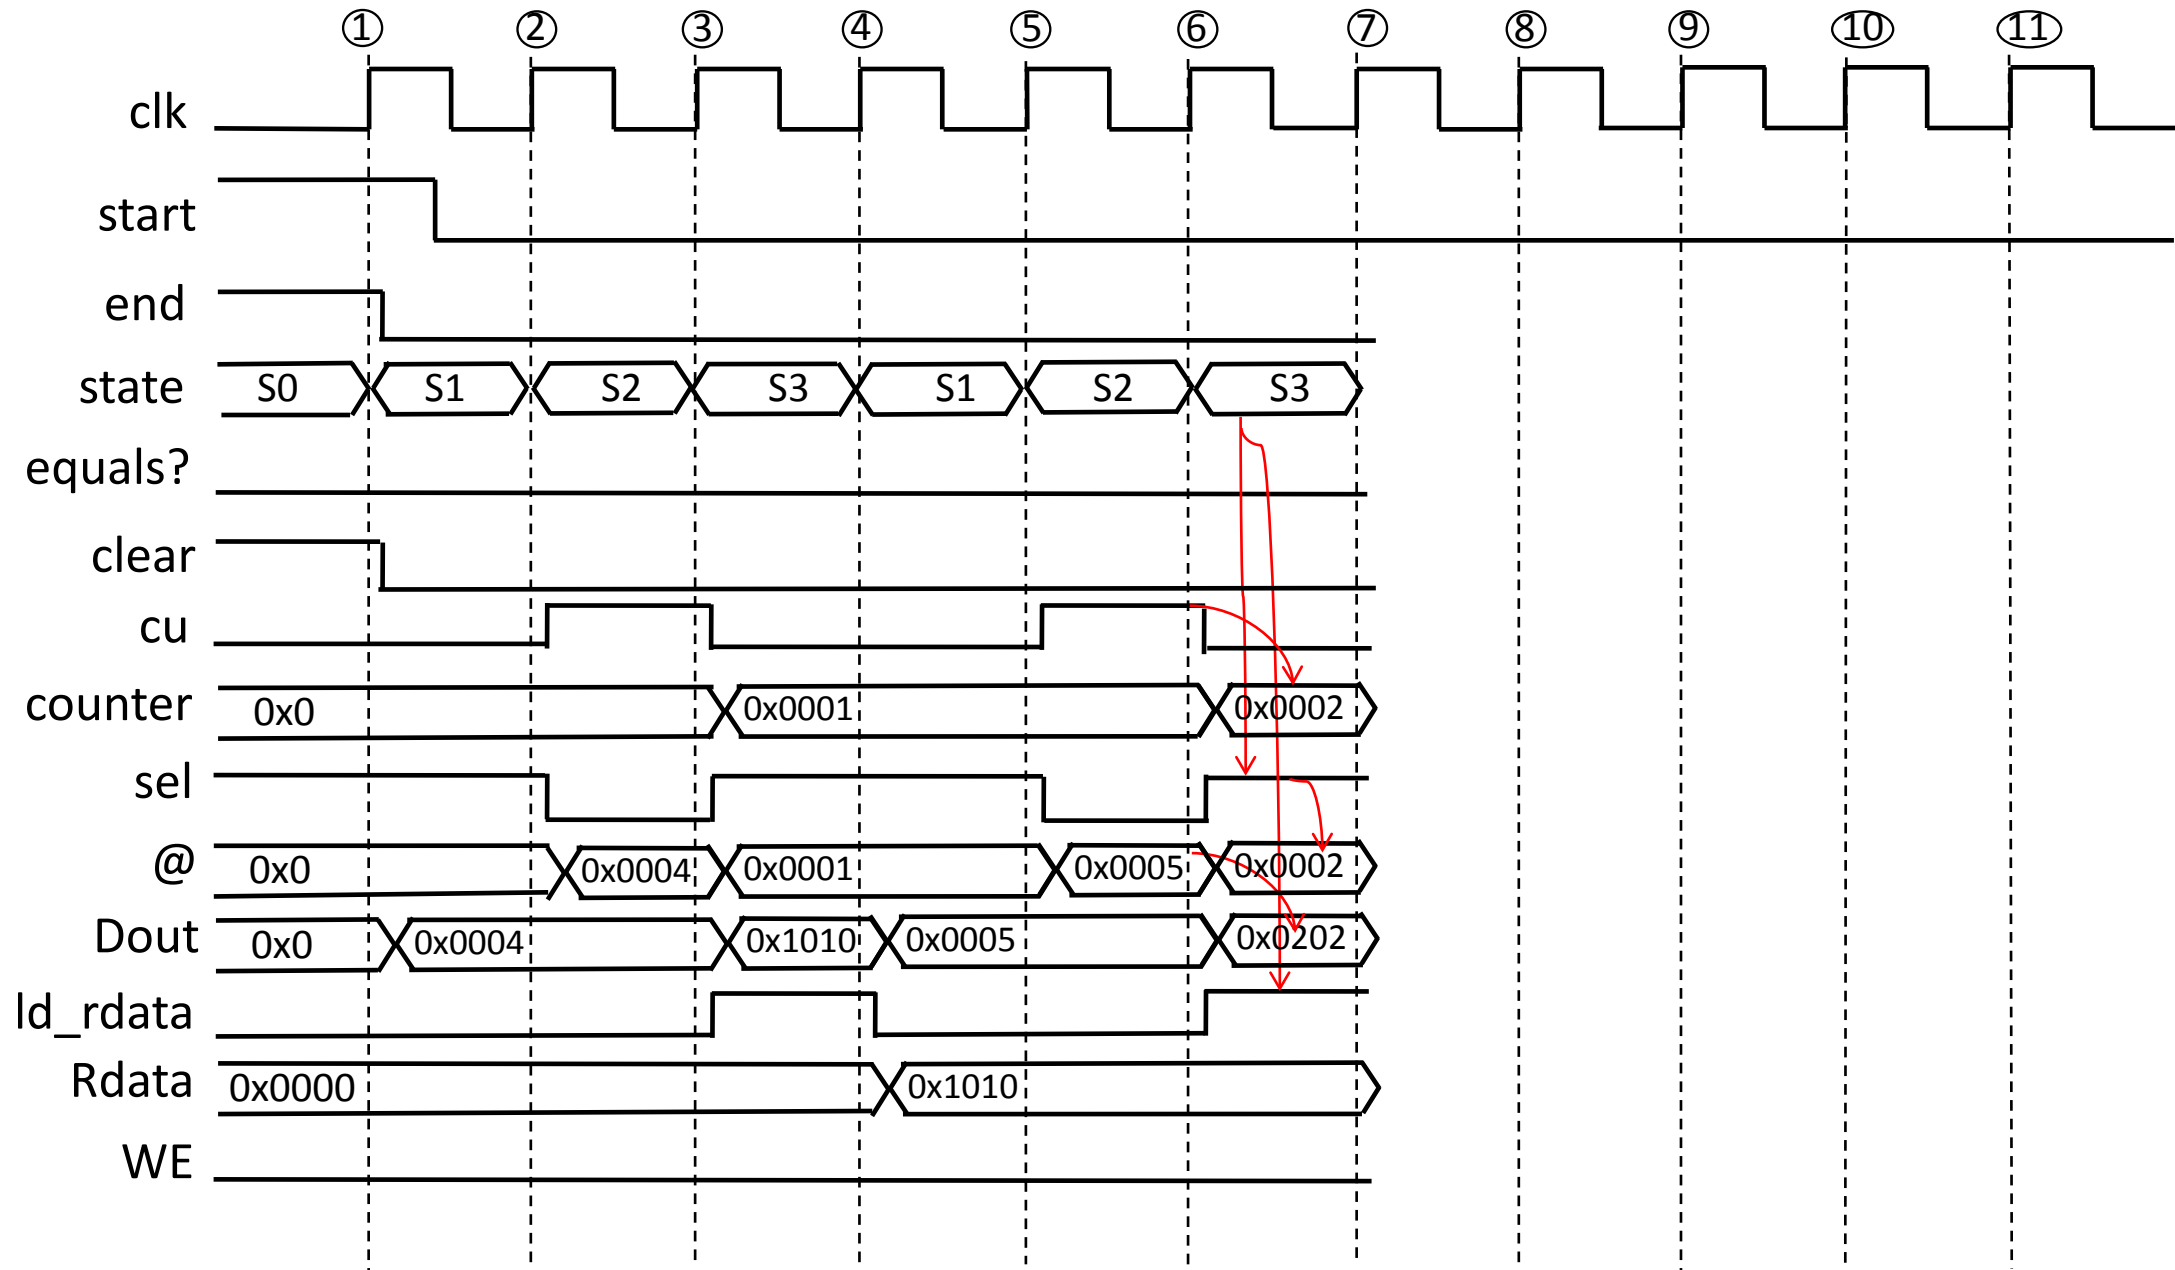 1 2 3 4 5 6 7 8 9 10 11
clk
start
end
state S0 S1 S2 S3 S1 S2 S3
equals?
clear
cu
counter 0x0 0x0001 0x0002
sel
@ 0x0 0x0004 0x0001 0x0005 0x0002
Dout 0x0 0x0004 0x1010 0x0005 0x0202
ld_rdata
Rdata 0x0000 0x1010
WE